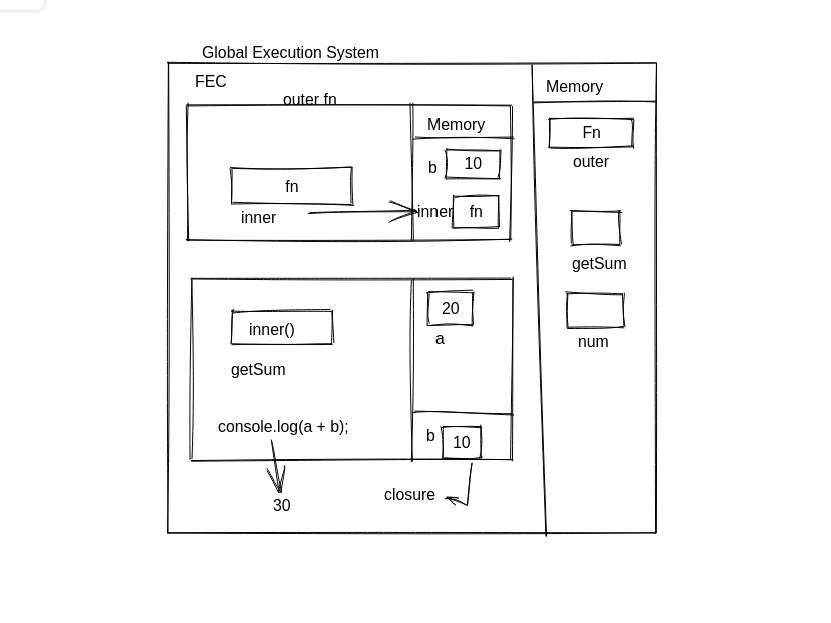 Global Execution System
FEC
outer fn
Memory
b 10
fn
inner
inner fn
inner()
getSum
console.log(a + b);
30
20
a
b 10
closure
Memory
Fn
outer
getSum
num